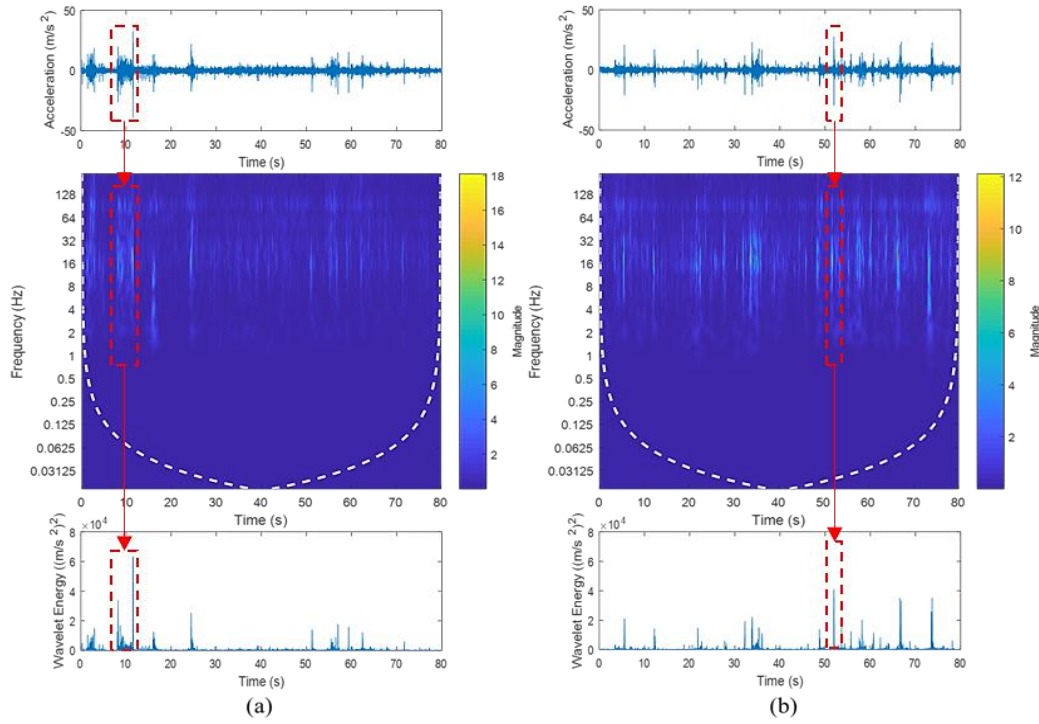 50
0
-50
Acceleration (m/s²)
0 10 20 30 40 50 60 70 80
Time (s)
128
64
32
16
8
4
2
1
0.5
0.25
0.125
0.0625
0.03125
Frequency (Hz)
0 10 20 30 40 50 60 70 80
Time (s)
18
16
14
12
10
8
6
4
2
Magnitude
×10⁴
8
6
4
2
0
Wavelet Energy ((m/s²)²)
0 10 20 30 40 50 60 70 80
Time (s)
(a)
50
0
-50
Acceleration (m/s²)
0 10 20 30 40 50 60 70 80
Time (s)
128
64
32
16
8
4
2
1
0.5
0.25
0.125
0.0625
0.03125
Frequency (Hz)
0 10 20 30 40 50 60 70 80
Time (s)
12
10
8
6
4
2
Magnitude
×10⁴
8
6
4
2
0
Wavelet Energy ((m/s²)²)
0 10 20 30 40 50 60 70 80
Time (s)
(b)